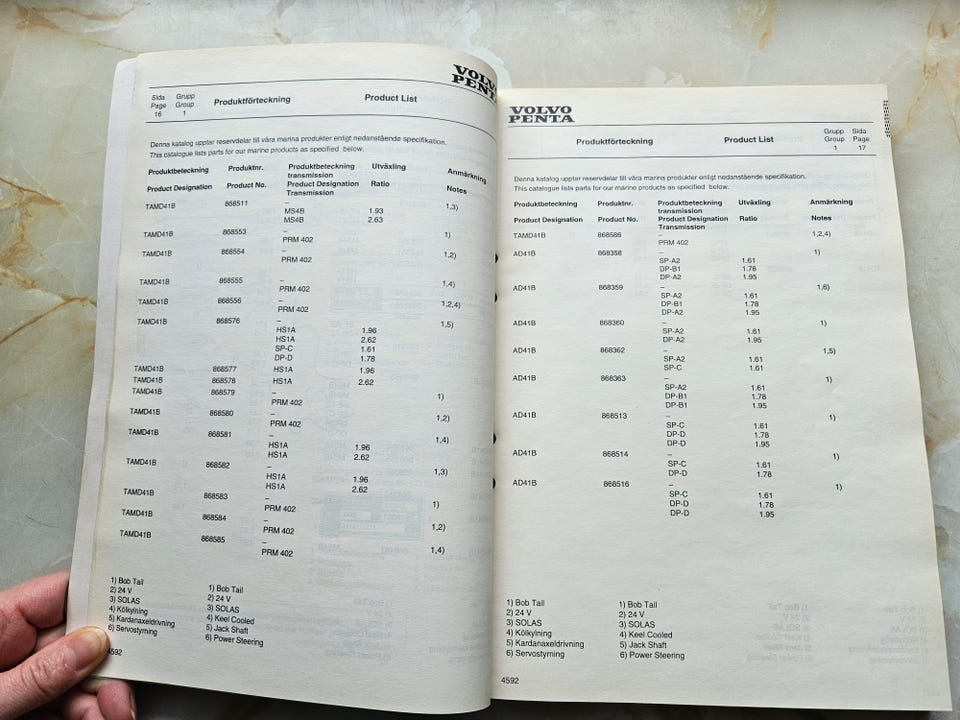 VOLVO
PENTA
Sida Grupp
Page Group Produktförteckning Product List
16 1
Denna katalog upptar reservdelar till våra marina produkter enligt nedanstående specifikation.
This catalogue lists parts for our marine products as specified below.
Produktbeteckning Produktnr. Produktbeteckning Utväxling Anmärkning
transmission
Product Designation Product No. Product Designation Ratio Notes
Transmission
TAMD41B 868511 – 1,3)
MS4B 1.93
MS4B 2.63
TAMD41B 868553 – 1)
PRM 402
TAMD41B 868554 – 1,2)
PRM 402
TAMD41B 868555 – 1,4)
PRM 402
TAMD41B 868556 – 1,2,4)
PRM 402
TAMD41B 868576 – 1,5)
HS1A 1.96
HS1A 2.62
SP-C 1.61
DP-D 1.78
TAMD41B 868577 HS1A 1.96
TAMD41B 868578 HS1A 2.62
TAMD41B 868579 – 1)
PRM 402
TAMD41B 868580 – 1,2)
PRM 402
TAMD41B 868581 – 1,4)
HS1A 1.96
HS1A 2.62
TAMD41B 868582 – 1,3)
HS1A 1.96
HS1A 2.62
TAMD41B 868583 – 1)
PRM 402
TAMD41B 868584 – 1,2)
PRM 402
TAMD41B 868585 – 1,4)
PRM 402
1) Bob Tail 1) Bob Tail
2) 24 V 2) 24 V
3) SOLAS 3) SOLAS
4) Kölkylning 4) Keel Cooled
5) Kardanaxeldrivning 5) Jack Shaft
6) Servostyrning 6) Power Steering
4592
VOLVO
PENTA
Grupp Sida
Produktförteckning Product List Group Page
1 17
Denna katalog upptar reservdelar till våra marina produkter enligt nedanstående specifikation.
This catalogue lists parts for our marine products as specified below.
Produktbeteckning Produktnr. Produktbeteckning Utväxling Anmärkning
transmission
Product Designation Product No. Product Designation Ratio Notes
Transmission
TAMD41B 868586 – 1,2,4)
PRM 402
AD41B 868358 – 1)
SP-A2 1.61
DP-B1 1.78
DP-A2 1.95
AD41B 868359 – 1,6)
SP-A2 1.61
DP-B1 1.78
DP-A2 1.95
AD41B 868360 – 1)
SP-A2 1.61
DP-A2 1.95
AD41B 868362 – 1,5)
SP-A2 1.61
SP-C 1.61
AD41B 868363 – 1)
SP-A2 1.61
DP-B1 1.78
DP-B1 1.95
AD41B 868513 – 1)
SP-C 1.61
DP-D 1.78
DP-D 1.95
AD41B 868514 – 1)
SP-C 1.61
DP-D 1.78
AD41B 868516 – 1)
SP-C 1.61
DP-D 1.78
DP-D 1.95
1) Bob Tail 1) Bob Tail
2) 24 V 2) 24 V
3) SOLAS 3) SOLAS
4) Kölkylning 4) Keel Cooled
5) Kardanaxeldrivning 5) Jack Shaft
6) Servostyrning 6) Power Steering
4592